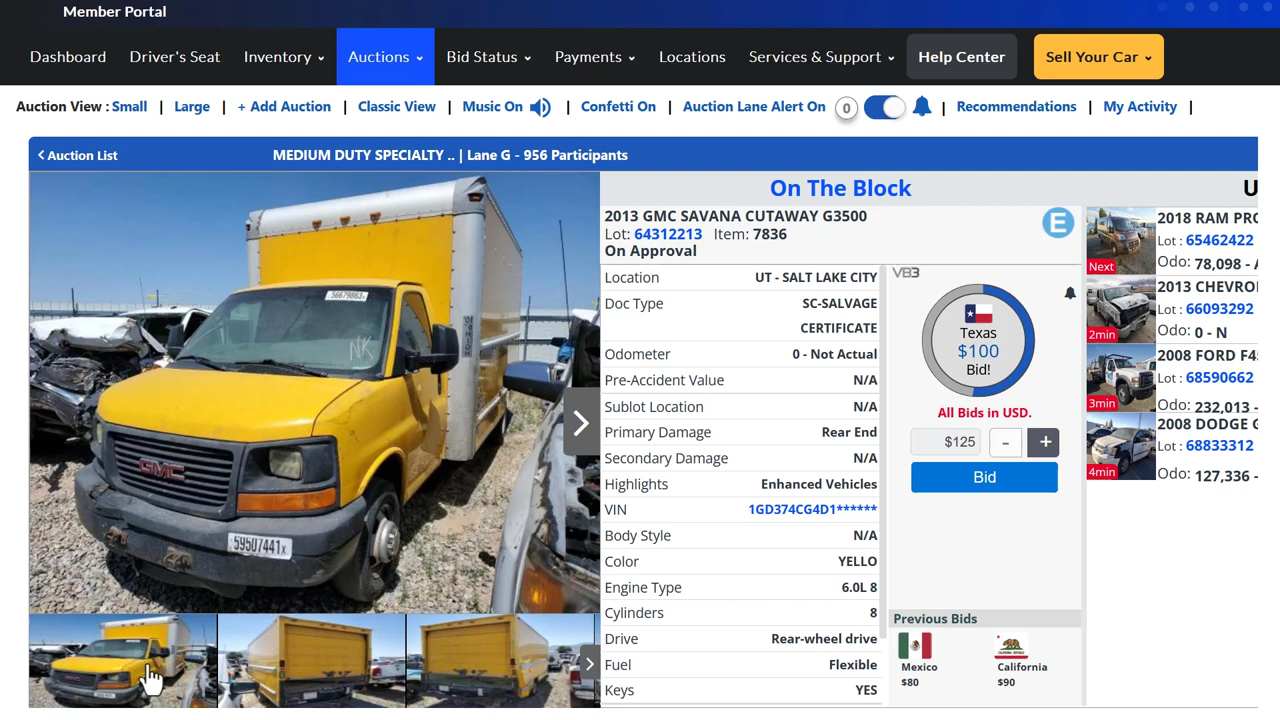 Member Portal
Dashboard Driver's Seat Inventory Auctions Bid Status Payments Locations Services & Support Help Center Sell Your Car
Auction View : Small | Large | + Add Auction | Classic View | Music On | Confetti On | Auction Lane Alert On 0 | Recommendations | My Activity |
Auction List
MEDIUM DUTY SPECIALTY .. | Lane G - 956 Participants
56679863
NK
GMC
59507441x
On The Block
2013 GMC SAVANA CUTAWAY G3500
Lot: 64312213 Item: 7836
On Approval
E
Location UT - SALT LAKE CITY
Doc Type SC-SALVAGE
CERTIFICATE
Odometer 0 - Not Actual
Pre-Accident Value N/A
Sublot Location N/A
Primary Damage Rear End
Secondary Damage N/A
Highlights Enhanced Vehicles
VIN 1GD374CG4D1******
Body Style N/A
Color YELLO
Engine Type 6.0L 8
Cylinders 8
Drive Rear-wheel drive
Fuel Flexible
Keys YES
VB3
Texas
$100
Bid!
All Bids in USD.
$125 - +
Bid
Previous Bids
Mexico
$80
California
$90
U
Next
2018 RAM PRO
Lot : 65462422
Odo: 78,098 - A
2min
2013 CHEVROL
Lot : 66093292
Odo: 0 - N
3min
2008 FORD F45
Lot : 68590662
Odo: 232,013 -
4min
2008 DODGE G
Lot : 68833312
Odo: 127,336 -